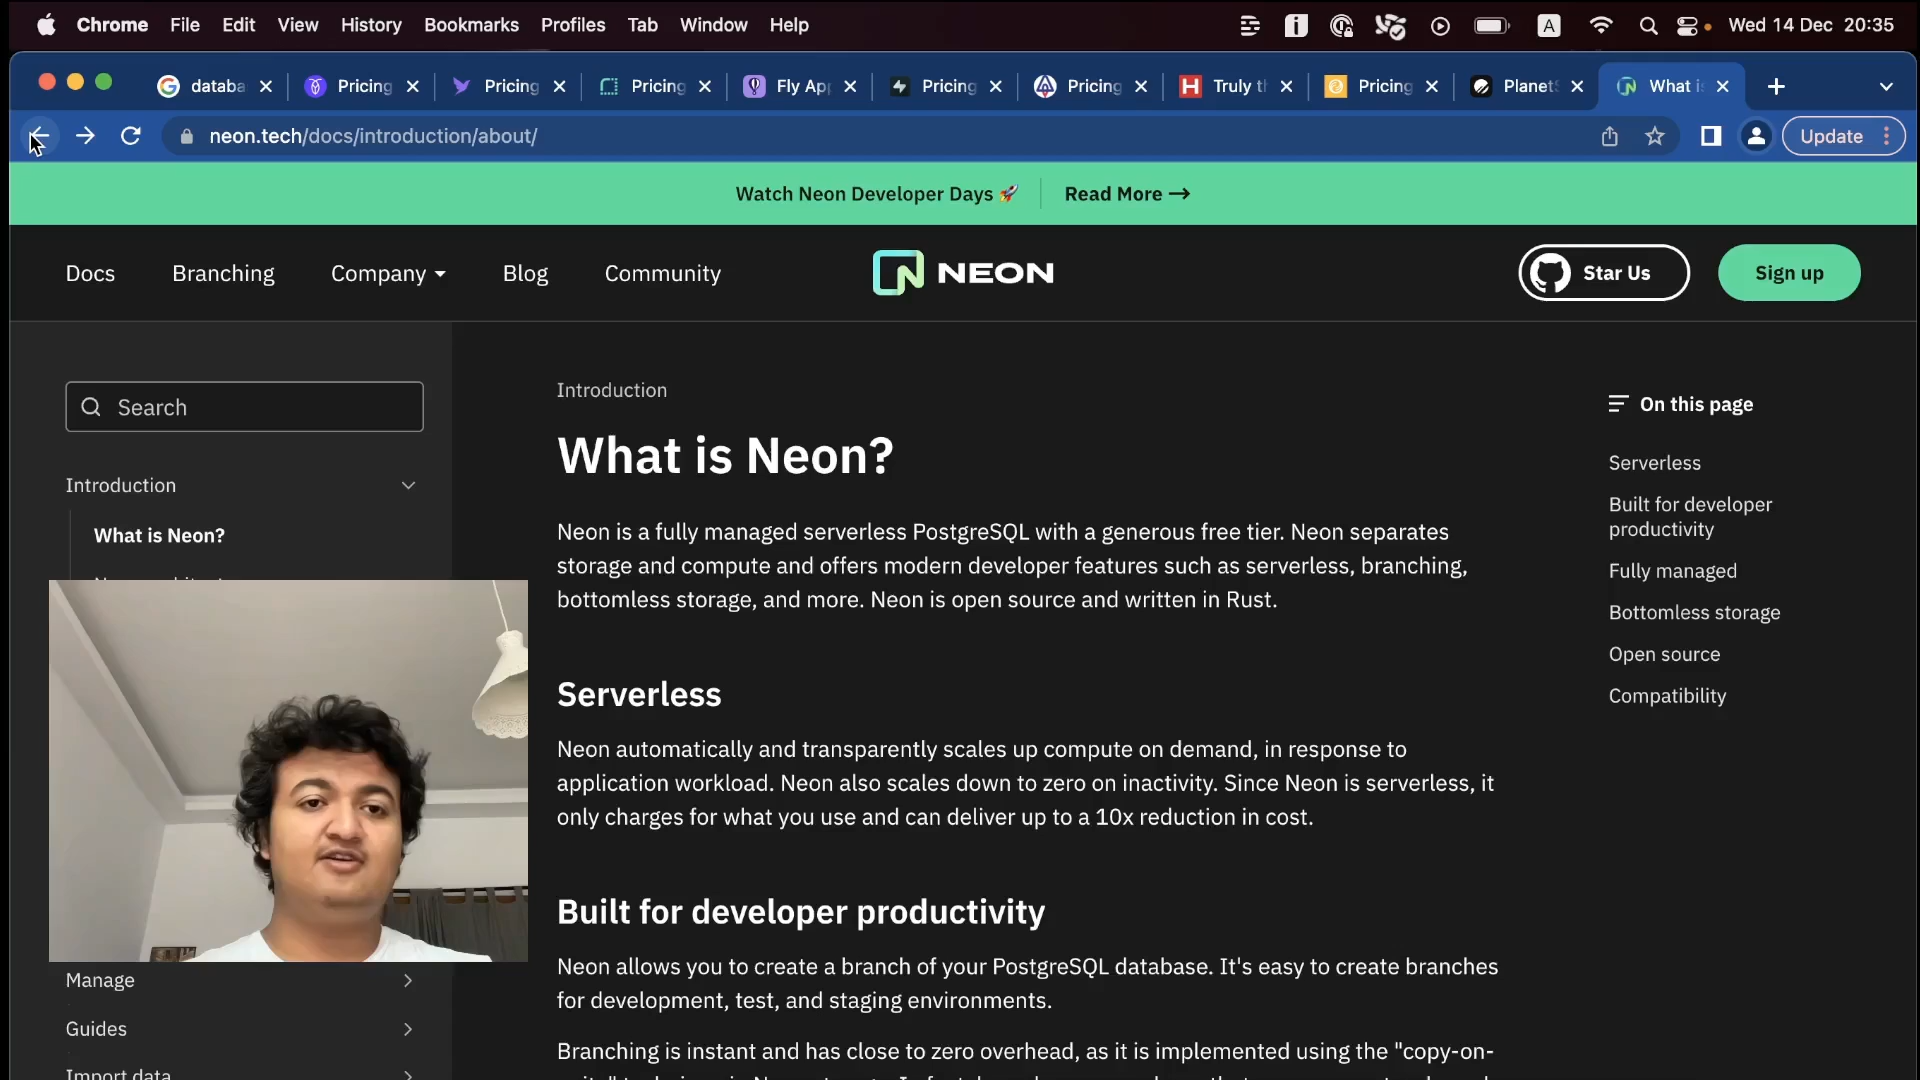 Chrome File Edit View History Bookmarks Profiles Tab Window Help A Wed 14 Dec 20:35
databa Pricing Pricing Pricing Fly Ap Pricing Pricing H Truly t Pricing Planet What i
neon.tech/docs/introduction/about/ Update
Watch Neon Developer Days 🚀 Read More →
Docs Branching Company Blog Community NEON Star Us Sign up
Search
Introduction
What is Neon?
Manage
Guides
Import data
Introduction
What is Neon?
Neon is a fully managed serverless PostgreSQL with a generous free tier. Neon separates
storage and compute and offers modern developer features such as serverless, branching,
bottomless storage, and more. Neon is open source and written in Rust.
Serverless
Neon automatically and transparently scales up compute on demand, in response to
application workload. Neon also scales down to zero on inactivity. Since Neon is serverless, it
only charges for what you use and can deliver up to a 10x reduction in cost.
Built for developer productivity
Neon allows you to create a branch of your PostgreSQL database. It's easy to create branches
for development, test, and staging environments.
Branching is instant and has close to zero overhead, as it is implemented using the "copy-on-
On this page
Serverless
Built for developer
productivity
Fully managed
Bottomless storage
Open source
Compatibility